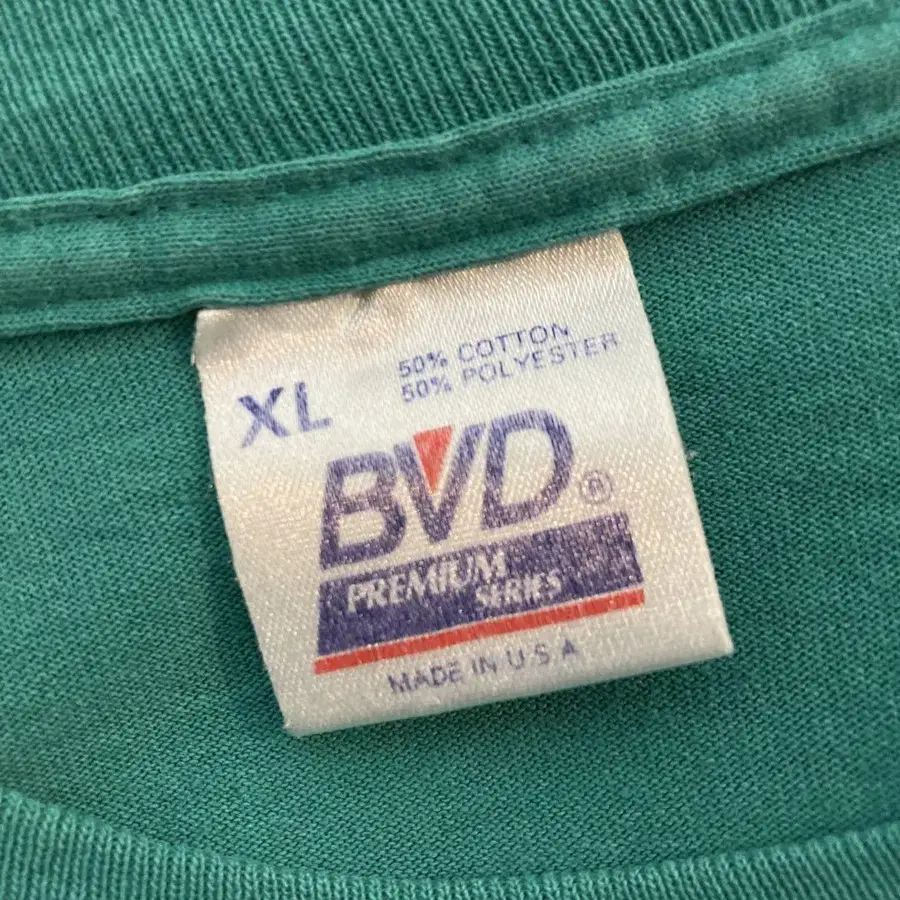 50% COTTON
50% POLYESTER
XL
BVD®
PREMIUM
SERIES
MADE IN U.S.A